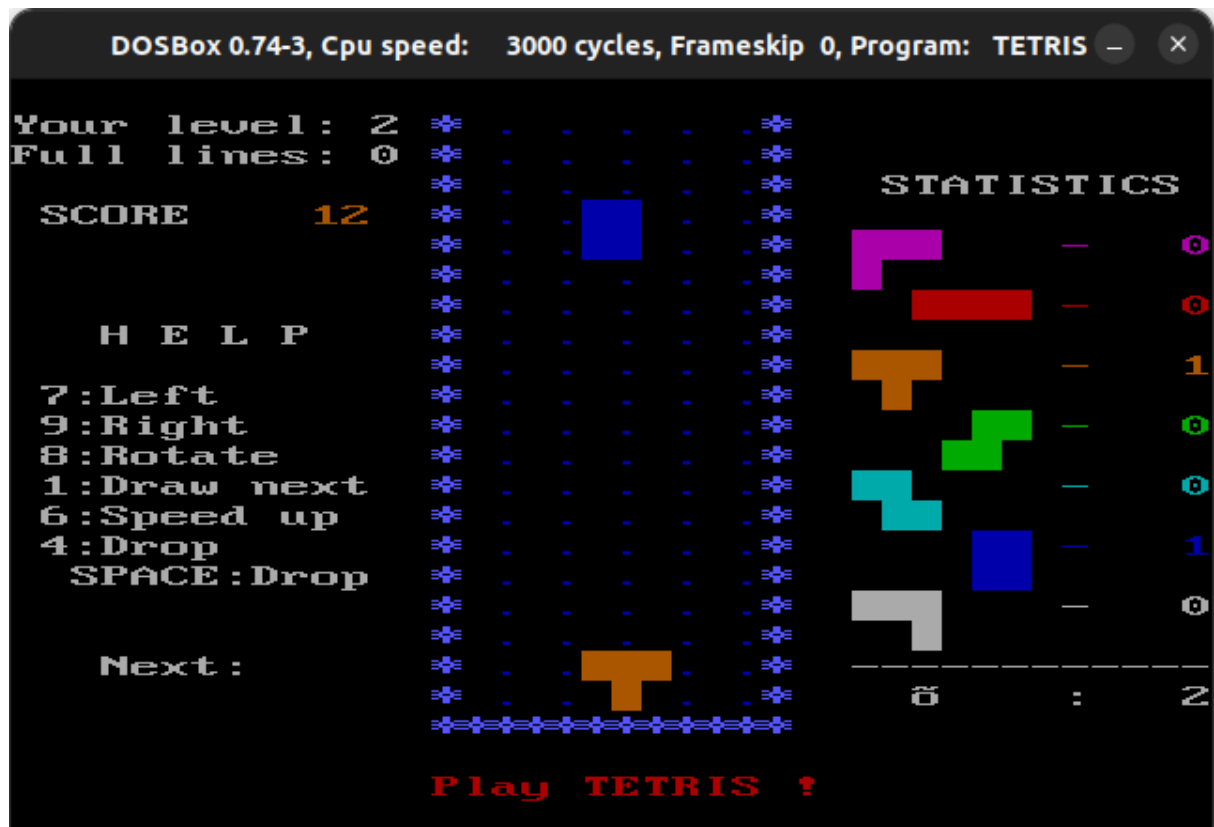 DOSBox 0.74-3, Cpu speed: 3000 cycles, Frameskip 0, Program: TETRIS
Your level: 2
Full lines: 0
SCORE 12
H E L P
7:Left
9:Right
8:Rotate
1:Draw next
6:Speed up
4:Drop
SPACE:Drop
Next:
STATISTICS
— 0
— 0
— 1
— 0
— 0
— 1
— 0
õ : 2
Play TETRIS !